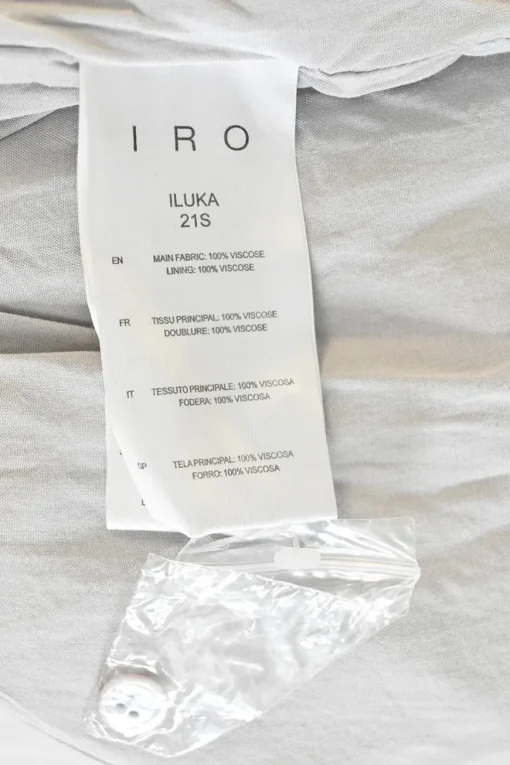 IRO
ILUKA
21S
EN MAIN FABRIC: 100% VISCOSE
LINING: 100% VISCOSE
FR TISSU PRINCIPAL: 100% VISCOSE
DOUBLURE: 100% VISCOSE
IT TESSUTO PRINCIPALE: 100% VISCOSA
FODERA: 100% VISCOSA
SP TELA PRINCIPAL: 100% VISCOSA
FORRO: 100% VISCOSA